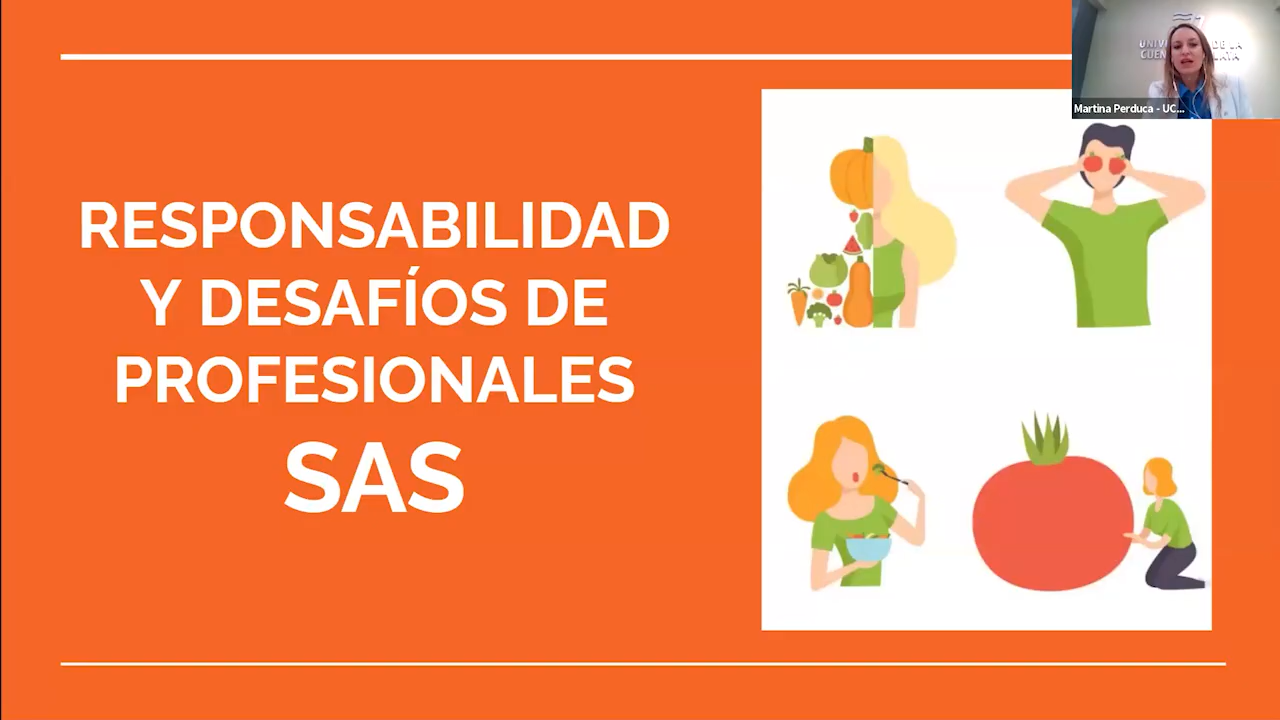 RESPONSABILIDAD
Y DESAFÍOS DE
PROFESIONALES
SAS
Martina Perduca - UC...